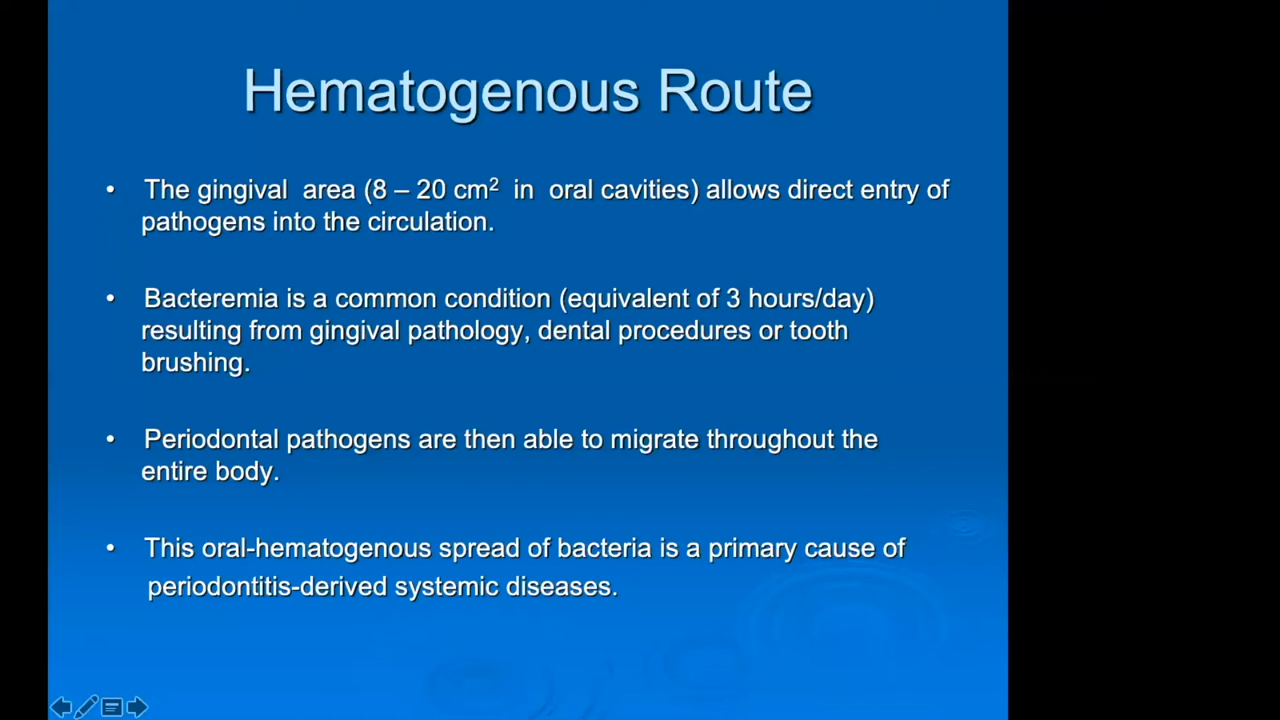 Hematogenous Route
• The gingival area (8 – 20 cm² in oral cavities) allows direct entry of
pathogens into the circulation.
• Bacteremia is a common condition (equivalent of 3 hours/day)
resulting from gingival pathology, dental procedures or tooth
brushing.
• Periodontal pathogens are then able to migrate throughout the
entire body.
• This oral-hematogenous spread of bacteria is a primary cause of
periodontitis-derived systemic diseases.